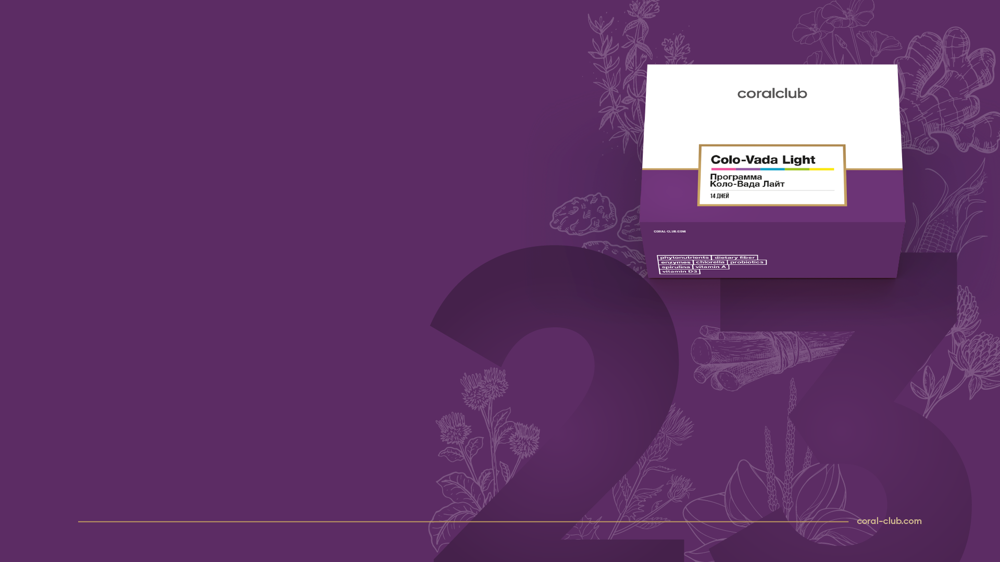 coralclub
Colo-Vada Light
Программа
Коло-Вада Лайт
14 ДНЕЙ
CORAL-CLUB.COM
phytonutrients dietary fiber
enzymes chlorella probiotics
spirulina vitamin A
vitamin D3
23
coral-club.com